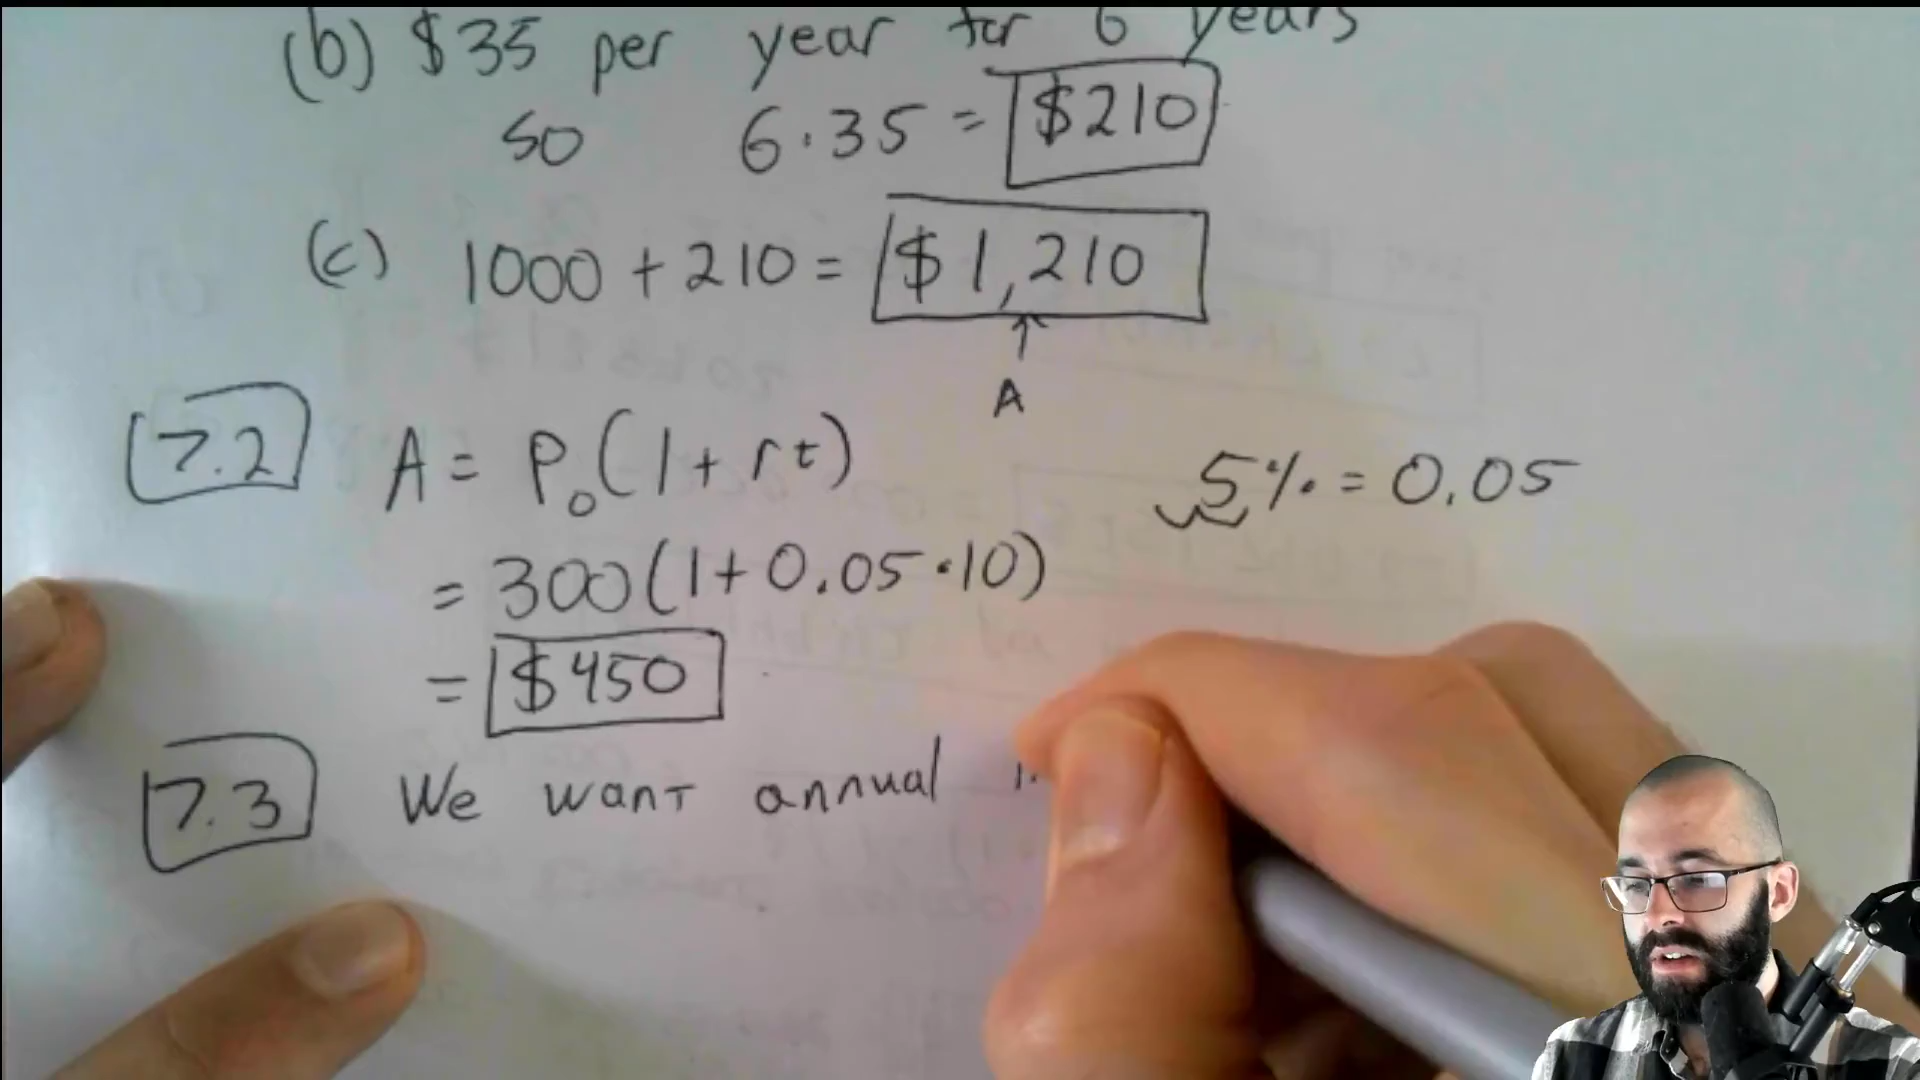 (b) $35 per year for 6 years
so 6·35 = $210
(c) 1000 + 210 = $1,210
↑
A
7.2 A = P₀(1 + rt) 5% = 0.05
= 300(1 + 0.05·10)
= $450
7.3 We want annual